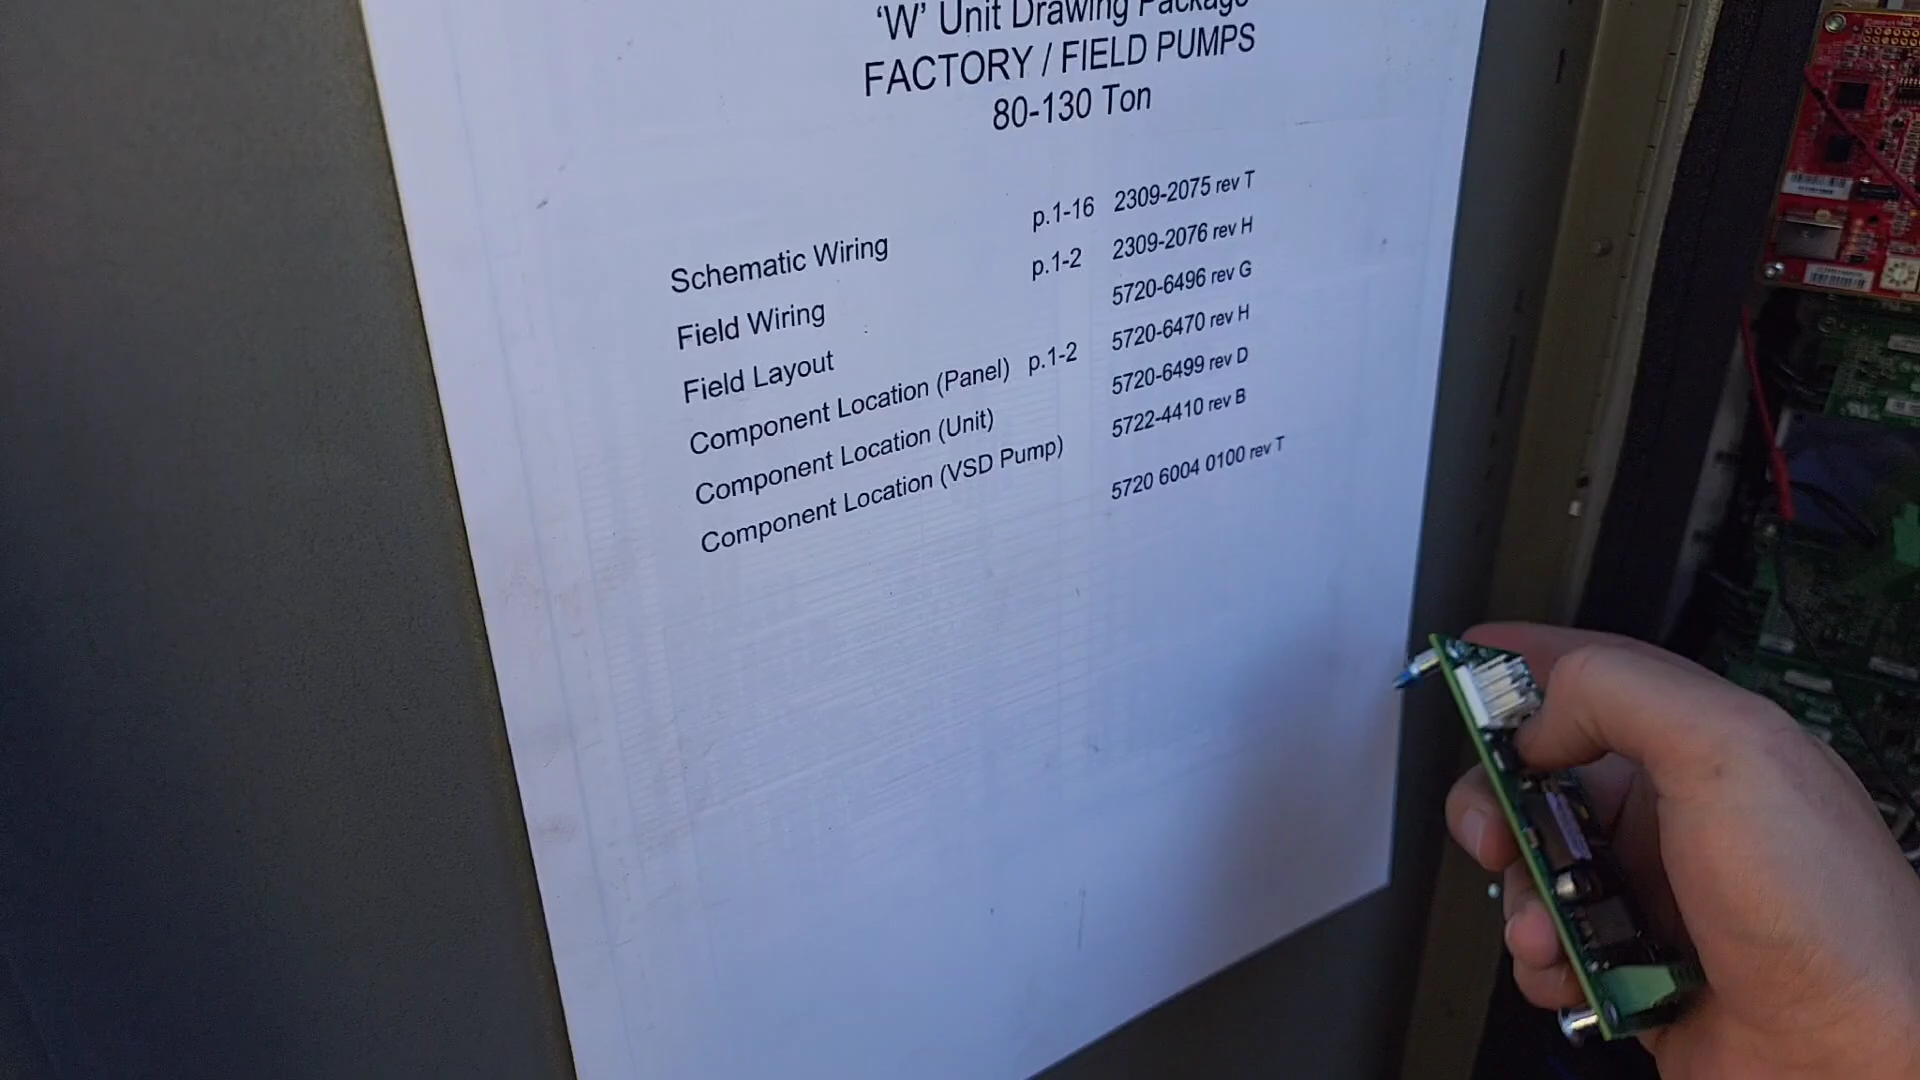 'W' Unit Drawing Package
FACTORY / FIELD PUMPS
80-130 Ton
Schematic Wiring p.1-16 2309-2075 rev T
Field Wiring p.1-2 2309-2076 rev H
Field Layout 5720-6496 rev G
Component Location (Panel) p.1-2 5720-6470 rev H
Component Location (Unit) 5720-6499 rev D
Component Location (VSD Pump) 5722-4410 rev B
5720 6004 0100 rev T